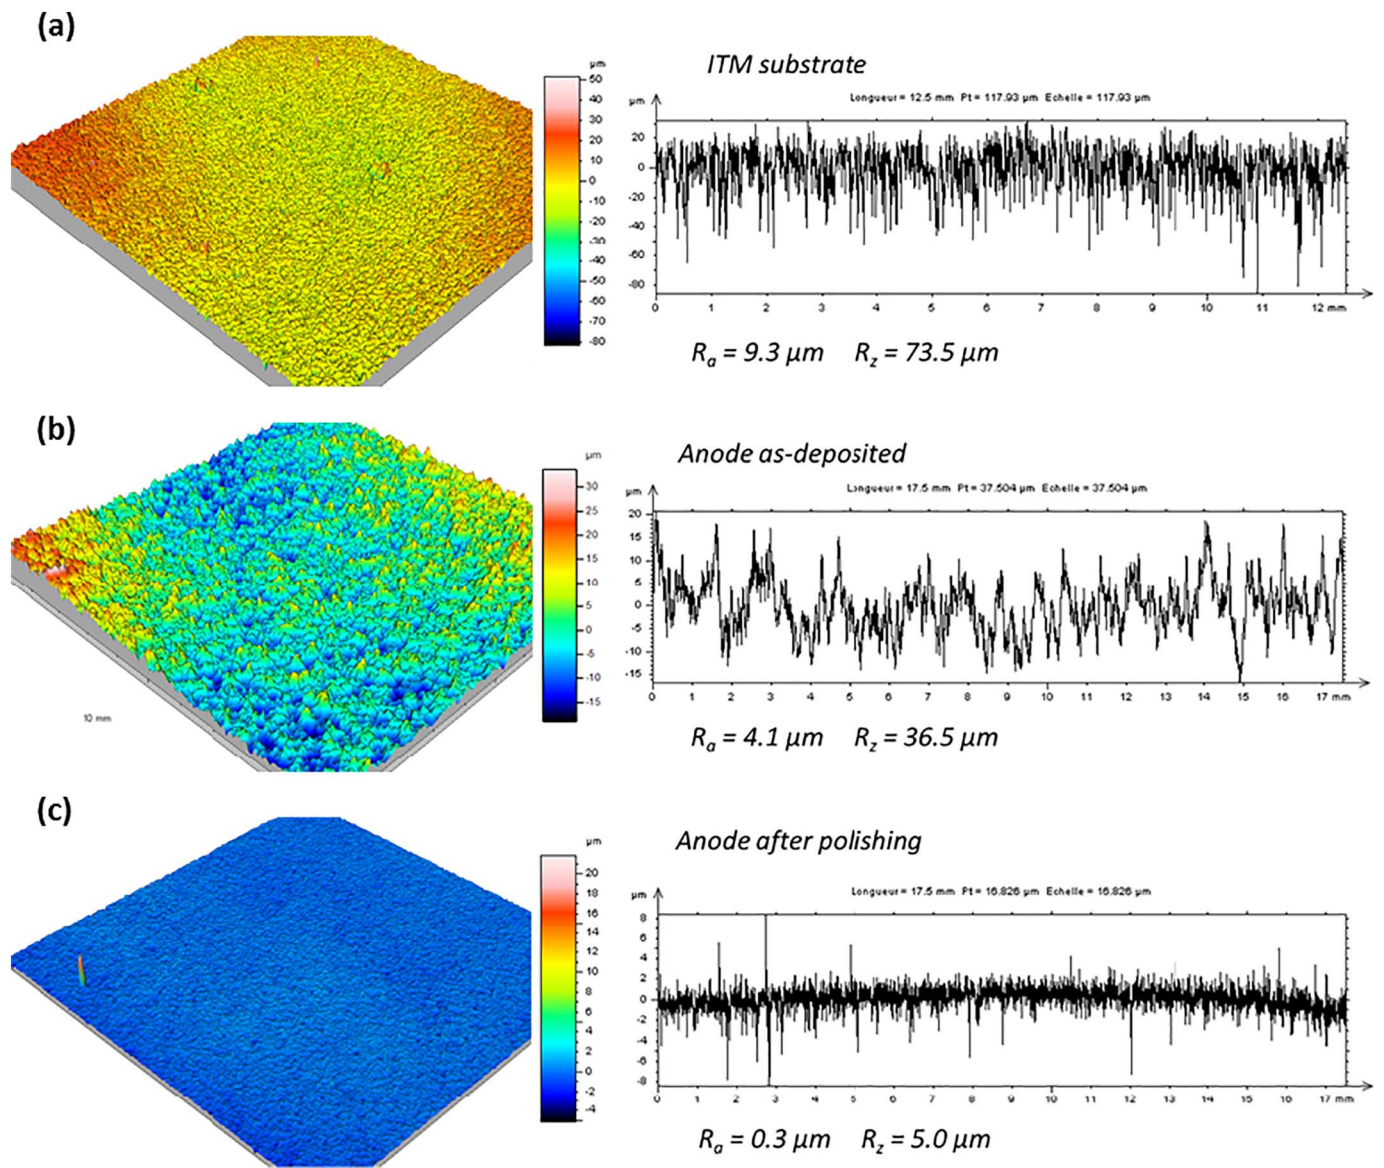 (a)
µm
50
40
30
20
10
0
-10
-20
-30
-40
-50
-60
-70
-80
ITM substrate
Longueur = 12.5 mm Pt = 117.93 µm Echelle = 117.93 µm
µm
20
0
-20
-40
-60
-80
0 1 2 3 4 5 6 7 8 9 10 11 12 mm
Ra = 9.3 µm Rz = 73.5 µm
(b)
µm
30
25
20
15
10
5
0
-5
-10
-15
10 mm
Anode as-deposited
Longueur = 17.5 mm Pt = 37.504 µm Echelle = 37.504 µm
µm
20
15
10
5
0
-5
-10
-15
0 1 2 3 4 5 6 7 8 9 10 11 12 13 14 15 16 17 mm
Ra = 4.1 µm Rz = 36.5 µm
(c)
µm
20
18
16
14
12
10
8
6
4
2
0
-2
-4
Anode after polishing
Longueur = 17.5 mm Pt = 16.826 µm Echelle = 16.826 µm
µm
8
6
4
2
0
-2
-4
-6
-8
0 1 2 3 4 5 6 7 8 9 10 11 12 13 14 15 16 17 mm
Ra = 0.3 µm Rz = 5.0 µm